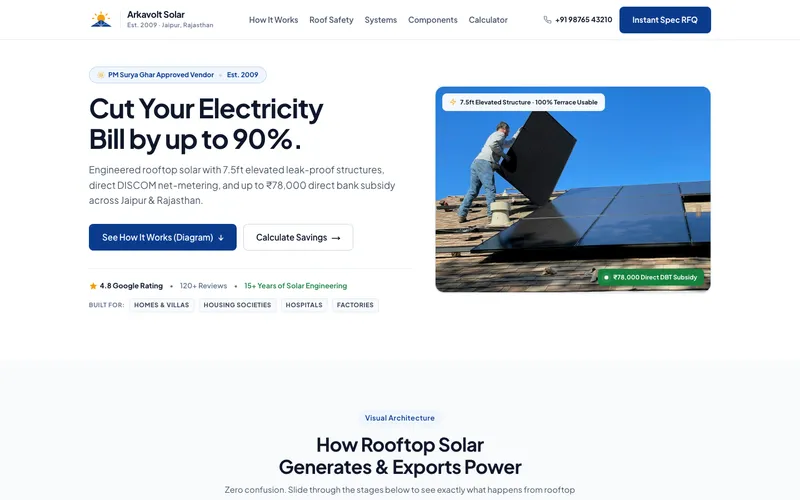 Arkavolt Solar
Est. 2009 · Jaipur, Rajasthan
How It Works
Roof Safety
Systems
Components
Calculator
+91 98765 43210
Instant Spec RFQ
PM Surya Ghar Approved Vendor • Est. 2009
Cut Your Electricity
Bill by up to 90%.
Engineered rooftop solar with 7.5ft elevated leak-proof structures,
direct DISCOM net-metering, and up to ₹78,000 direct bank subsidy
across Jaipur & Rajasthan.
See How It Works (Diagram) ↓
Calculate Savings →
4.8 Google Rating • 120+ Reviews • 15+ Years of Solar Engineering
BUILT FOR: HOMES & VILLAS HOUSING SOCIETIES HOSPITALS FACTORIES
7.5ft Elevated Structure · 100% Terrace Usable
₹78,000 Direct DBT Subsidy
Visual Architecture
How Rooftop Solar
Generates & Exports Power
Zero confusion. Slide through the stages below to see exactly what happens from rooftop